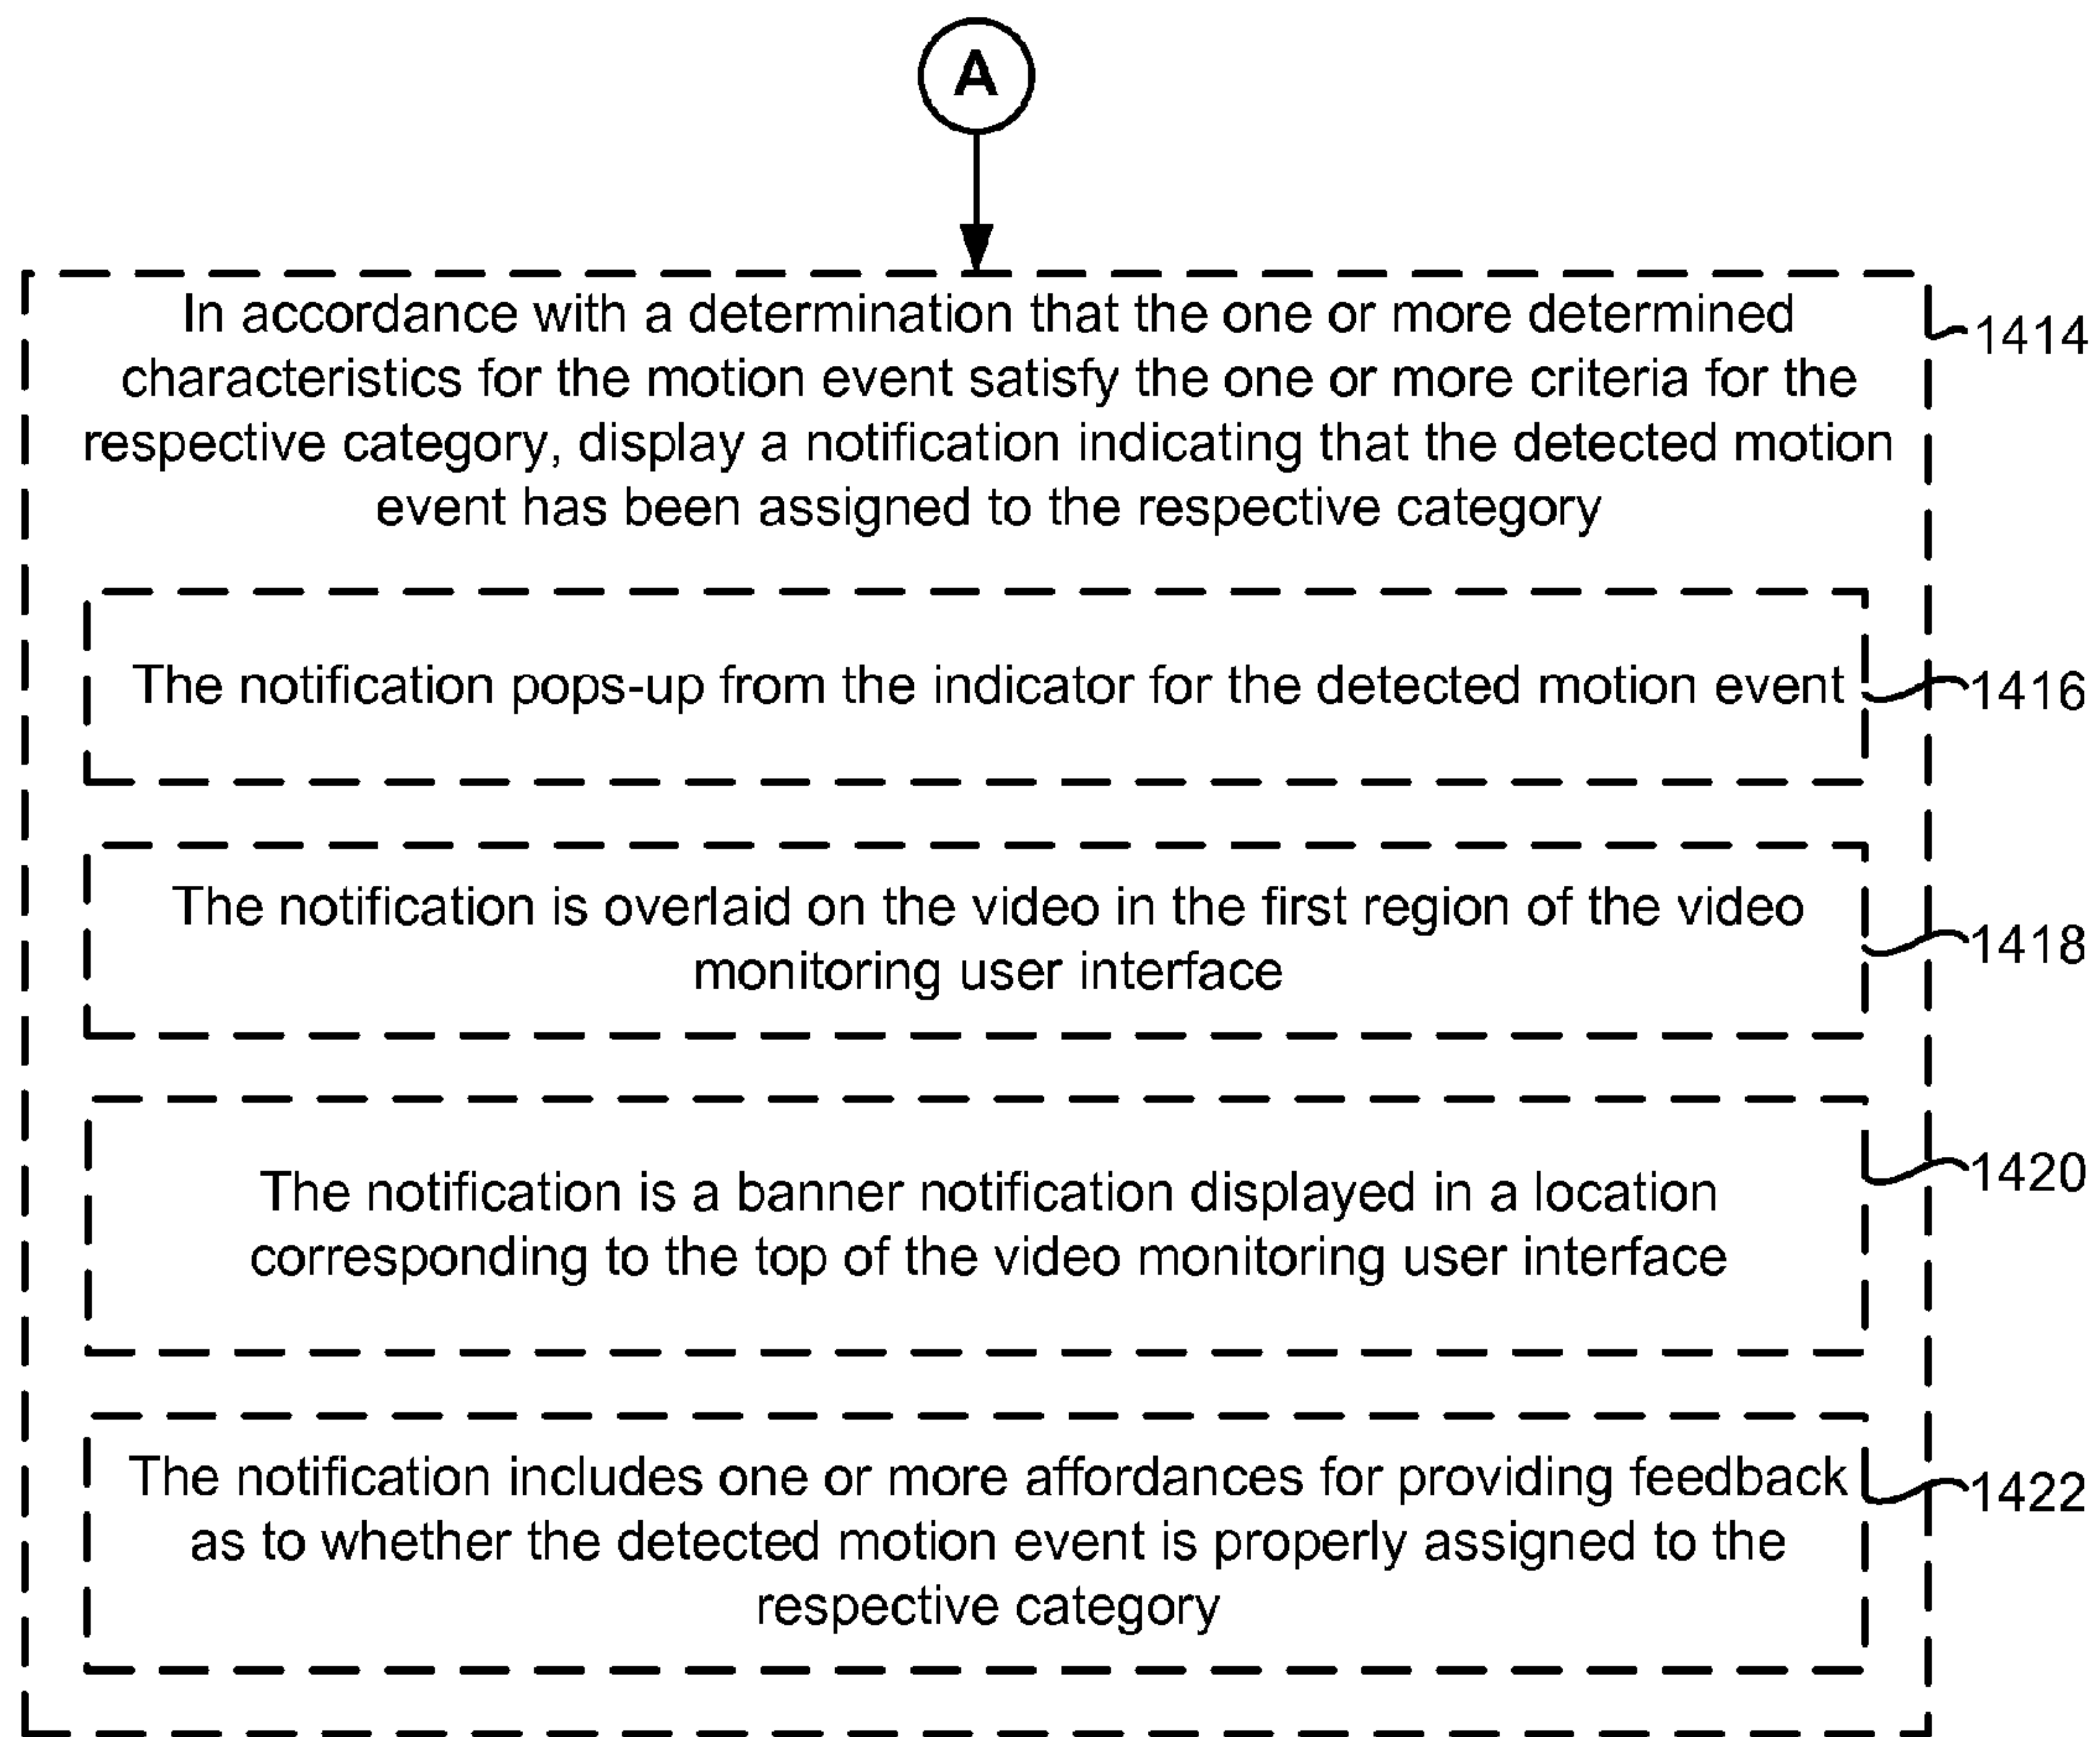 A
In accordance with a determination that the one or more determined
characteristics for the motion event satisfy the one or more criteria for the
respective category, display a notification indicating that the detected motion
event has been assigned to the respective category
1414
The notification pops-up from the indicator for the detected motion event
1416
The notification is overlaid on the video in the first region of the video
monitoring user interface
1418
The notification is a banner notification displayed in a location
corresponding to the top of the video monitoring user interface
1420
The notification includes one or more affordances for providing feedback
as to whether the detected motion event is properly assigned to the
respective category
1422